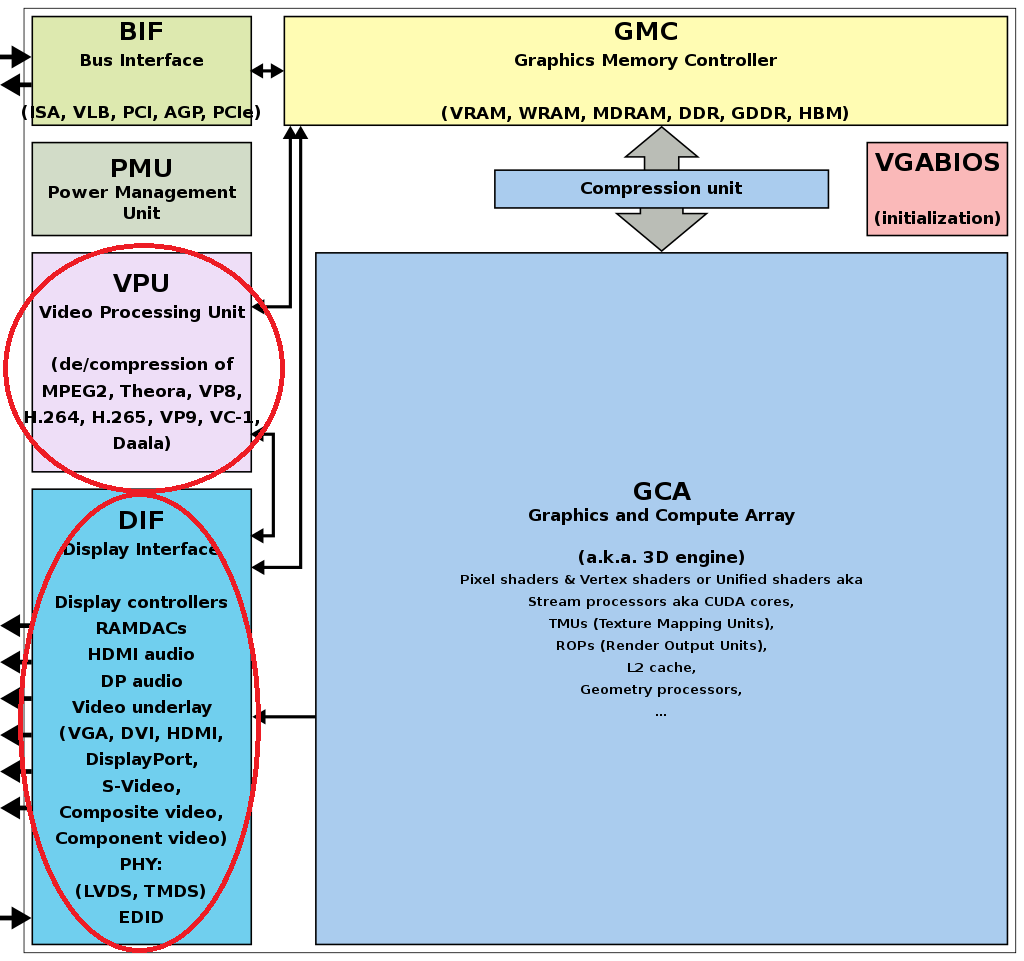 BIF
Bus Interface
(ISA, VLB, PCI, AGP, PCIe)
GMC
Graphics Memory Controller
(VRAM, WRAM, MDRAM, DDR, GDDR, HBM)
PMU
Power Management
Unit
Compression unit
VGABIOS
(initialization)
VPU
Video Processing Unit
(de/compression of
MPEG2, Theora, VP8,
H.264, H.265, VP9, VC-1,
Daala)
DIF
Display Interface
Display controllers
RAMDACs
HDMI audio
DP audio
Video underlay
(VGA, DVI, HDMI,
DisplayPort,
S-Video,
Composite video,
Component video)
PHY:
(LVDS, TMDS)
EDID
GCA
Graphics and Compute Array
(a.k.a. 3D engine)
Pixel shaders & Vertex shaders or Unified shaders aka
Stream processors aka CUDA cores,
TMUs (Texture Mapping Units),
ROPs (Render Output Units),
L2 cache,
Geometry processors,
...